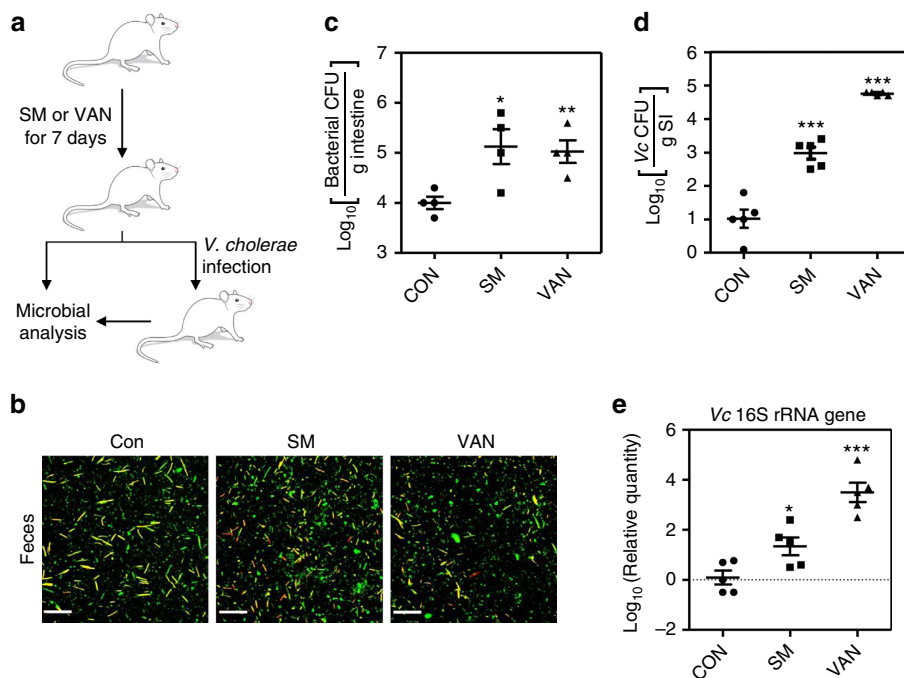 a
SM or VAN
for 7 days
V. cholerae
infection
Microbial
analysis
b
Con
SM
VAN
Feces
c
Log10[Bacterial CFU
g intestine]
7
6
5
4
3
*
**
CON
SM
VAN
d
Log10[Vc CFU
g SI]
6
5
4
3
2
1
0
***
***
CON
SM
VAN
e
Vc 16S rRNA gene
Log10(Relative quantity)
6
4
2
0
–2
*
***
CON
SM
VAN